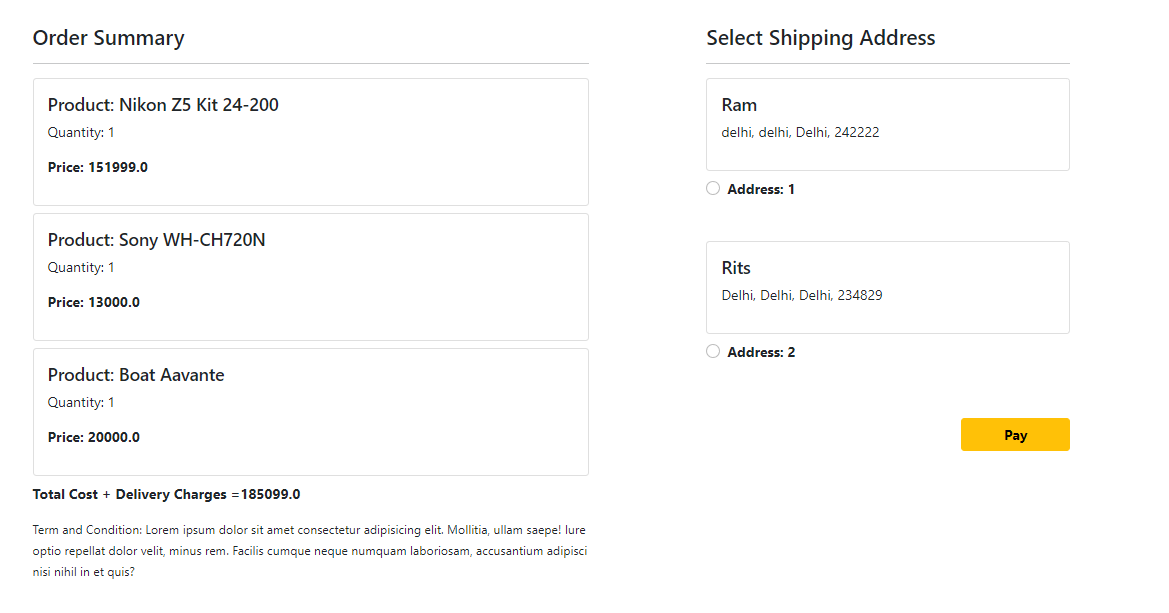 Order Summary
Product: Nikon Z5 Kit 24-200
Quantity: 1
Price: 151999.0
Product: Sony WH-CH720N
Quantity: 1
Price: 13000.0
Product: Boat Aavante
Quantity: 1
Price: 20000.0
Total Cost + Delivery Charges =185099.0
Term and Condition: Lorem ipsum dolor sit amet consectetur adipisicing elit. Mollitia, ullam saepe! Iure
optio repellat dolor velit, minus rem. Facilis cumque neque numquam laboriosam, accusantium adipisci
nisi nihil in et quis?
Select Shipping Address
Ram
delhi, delhi, Delhi, 242222
Address: 1
Rits
Delhi, Delhi, Delhi, 234829
Address: 2
Pay